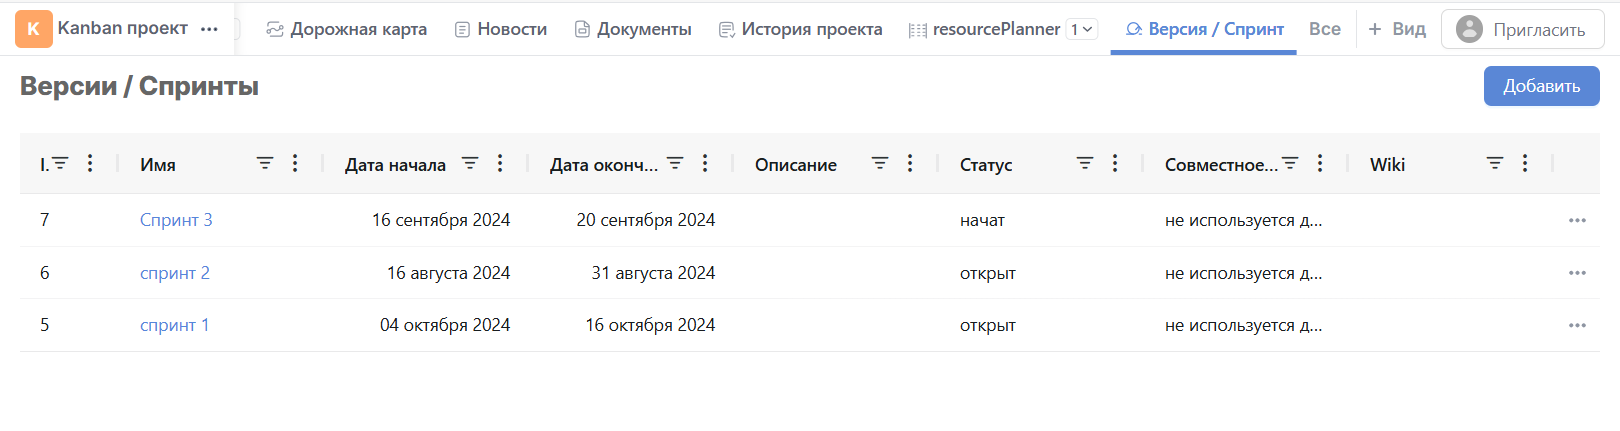 K Kanban проект ••• Дорожная карта Новости Документы История проекта resourcePlanner 1 Версия / Спринт Все + Вид Пригласить
Версии / Спринты Добавить
I. Имя Дата начала Дата оконч... Описание Статус Совместное... Wiki
7 Спринт 3 16 сентября 2024 20 сентября 2024 начат не используется д...
6 спринт 2 16 августа 2024 31 августа 2024 открыт не используется д...
5 спринт 1 04 октября 2024 16 октября 2024 открыт не используется д...